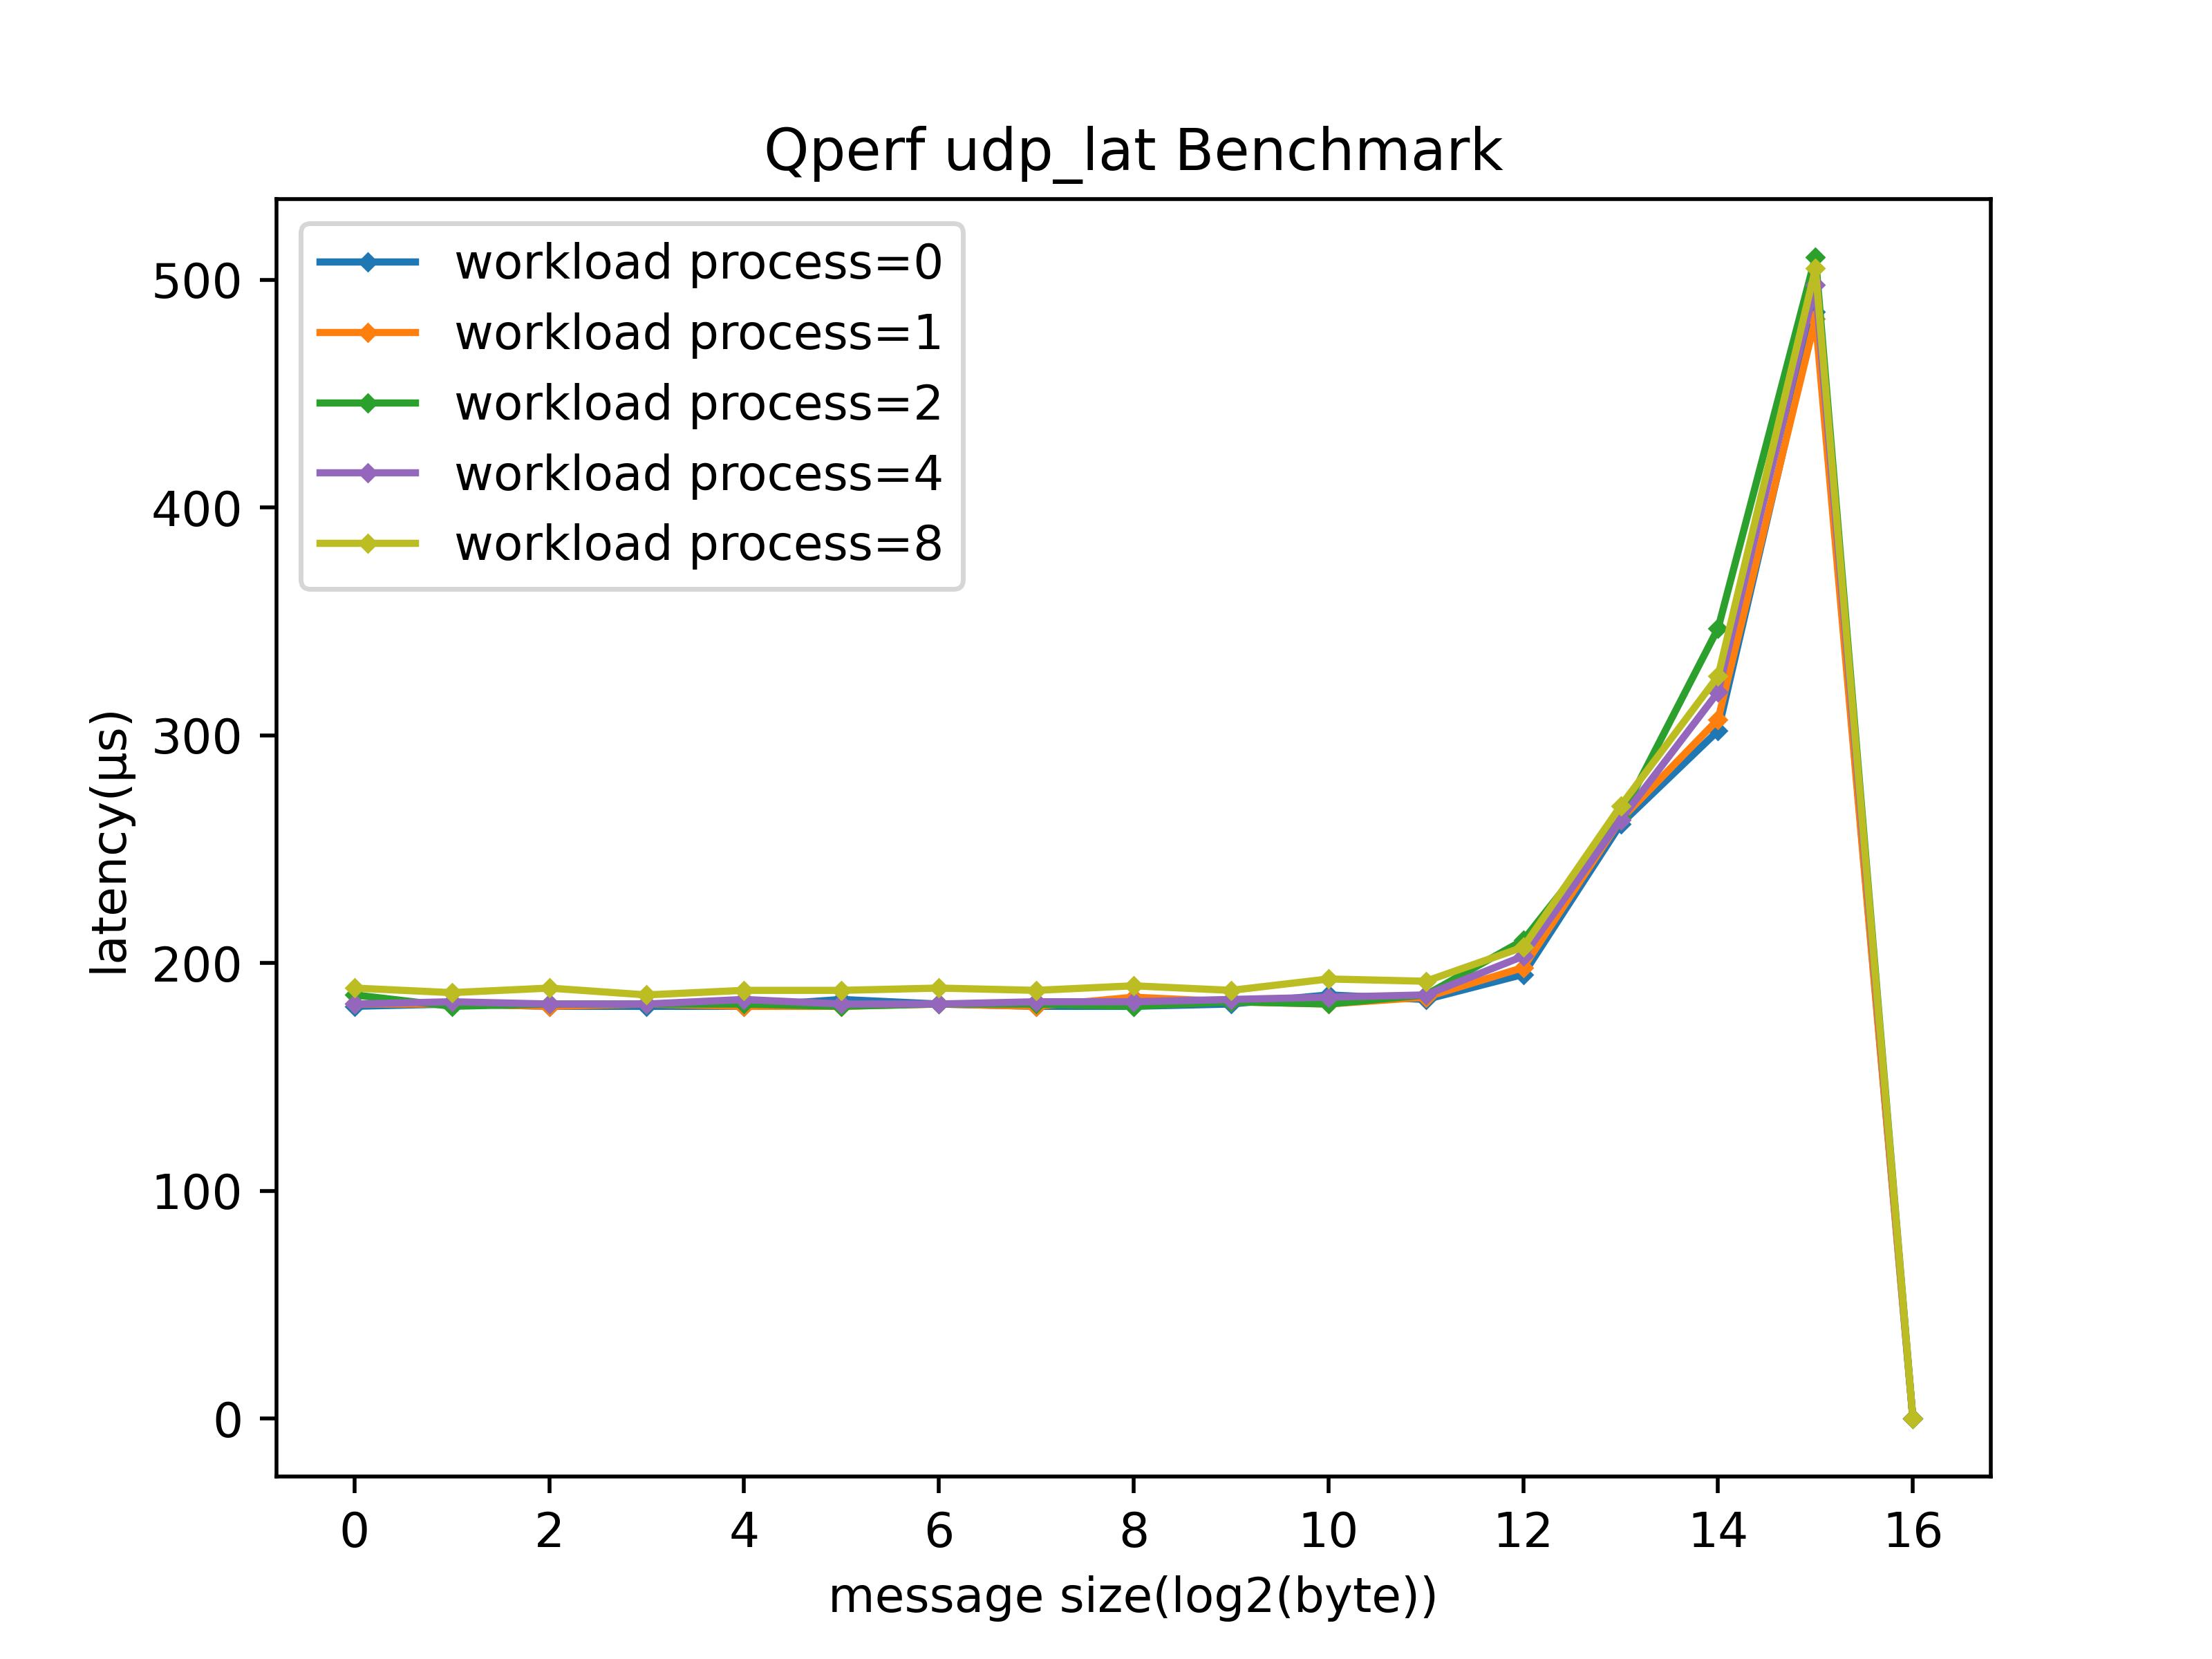 Qperf udp_lat Benchmark
workload process=0
workload process=1
workload process=2
workload process=4
workload process=8
500
400
300
200
100
0
latency(µs)
0 2 4 6 8 10 12 14 16
message size(log2(byte))